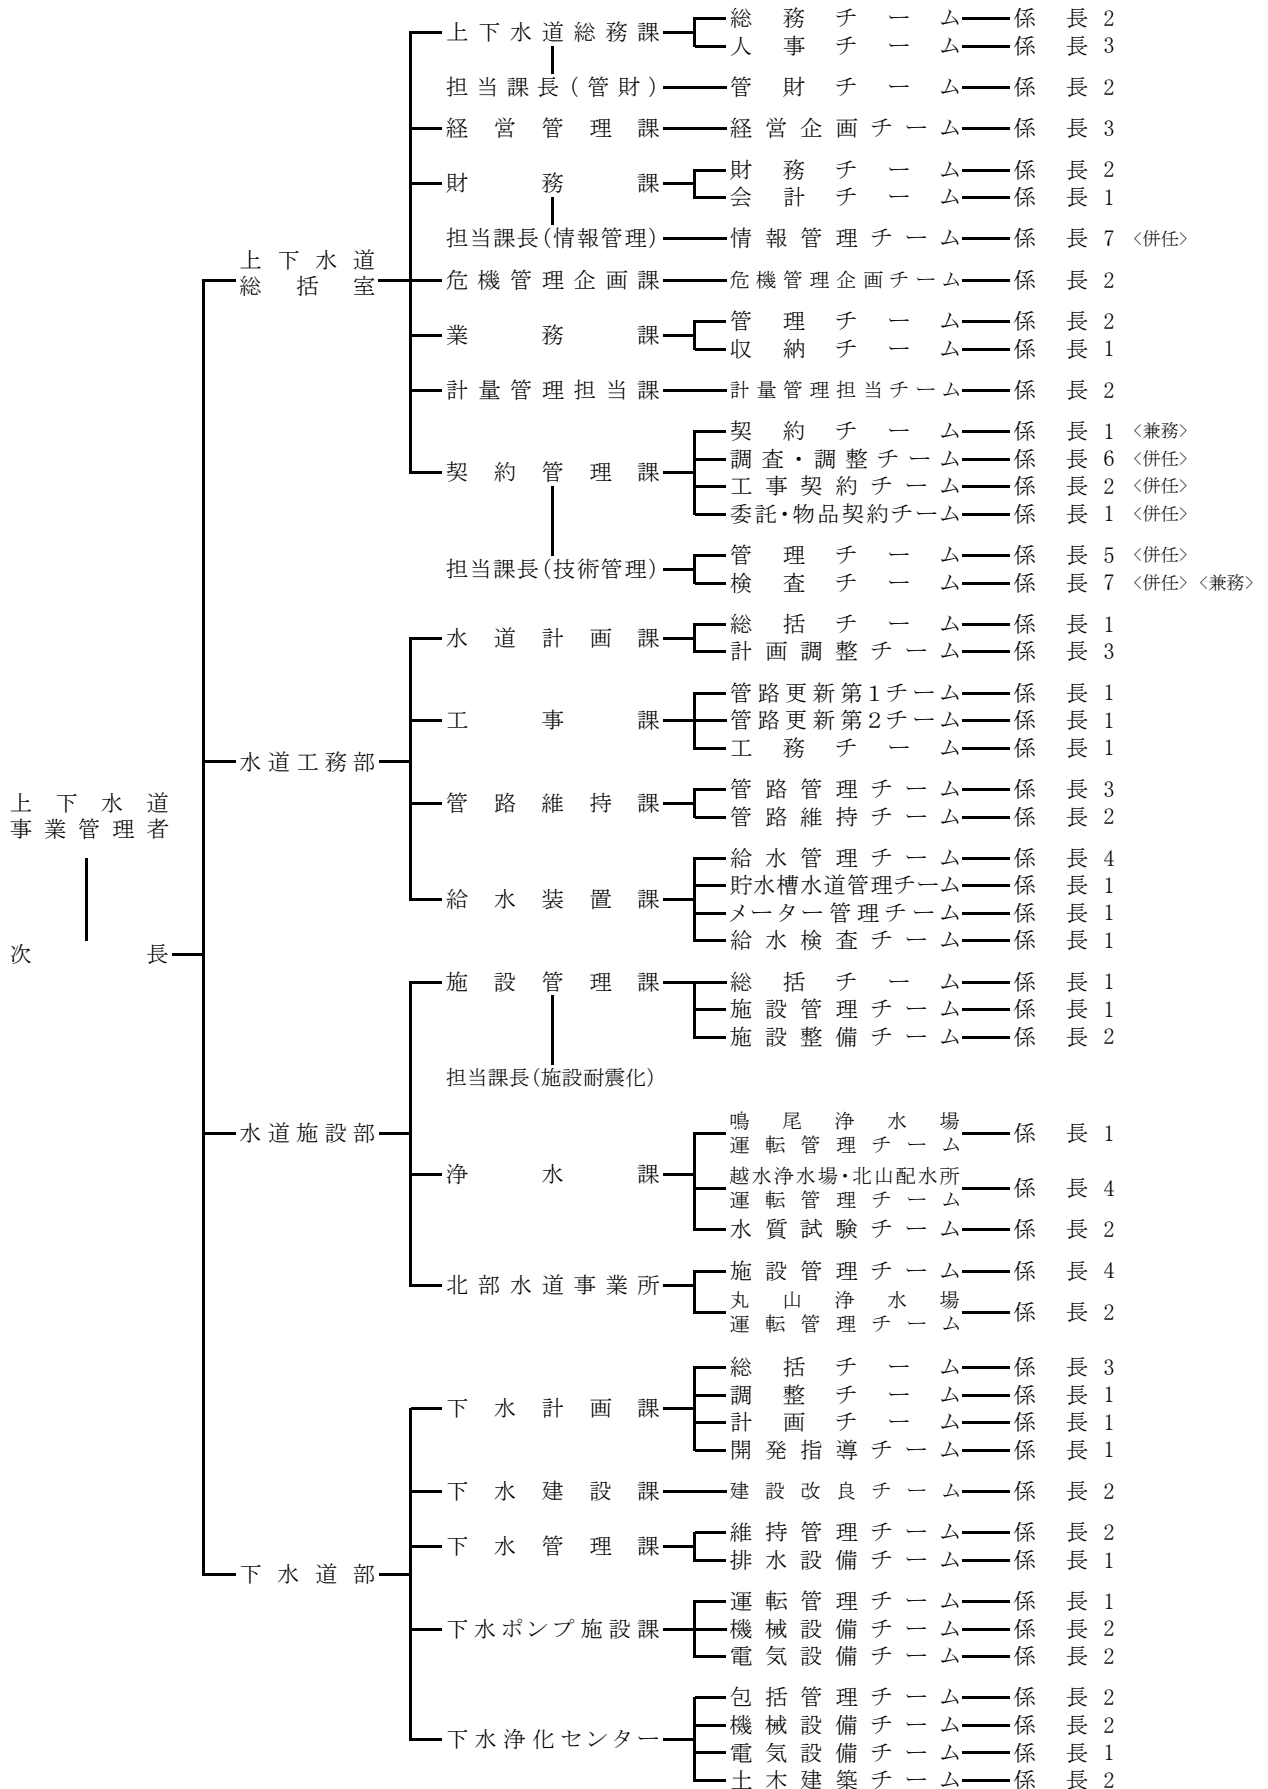 上下水道総務課 総務チーム 係長 2
人事チーム 係長 3
担当課長(管財) 管財チーム 係長 2
経営管理課 経営企画チーム 係長 3
財務課 財務チーム 係長 2
会計チーム 係長 1
担当課長(情報管理) 情報管理チーム 係長 7 <併任>
上下水道
総括室
危機管理企画課 危機管理企画チーム 係長 2
業務課 管理チーム 係長 2
収納チーム 係長 1
計量管理担当課 計量管理担当チーム 係長 2
契約管理課 契約チーム 係長 1 <兼務>
調査・調整チーム 係長 6 <併任>
工事契約チーム 係長 2 <併任>
委託・物品契約チーム 係長 1 <併任>
担当課長(技術管理) 管理チーム 係長 5 <併任>
検査チーム 係長 7 <併任> <兼務>
水道計画課 総括チーム 係長 1
計画調整チーム 係長 3
工事課 管路更新第1チーム 係長 1
管路更新第2チーム 係長 1
工務チーム 係長 1
水道工務部
上下水道
事業管理者
管路維持課 管路管理チーム 係長 3
管路維持チーム 係長 2
給水装置課 給水管理チーム 係長 4
貯水槽水道管理チーム 係長 1
メーター管理チーム 係長 1
給水検査チーム 係長 1
次長
施設管理課 総括チーム 係長 1
施設管理チーム 係長 1
施設整備チーム 係長 2
担当課長(施設耐震化)
水道施設部
浄水課 鳴尾浄水場
運転管理チーム 係長 1
越水浄水場・北山配水所
運転管理チーム 係長 4
水質試験チーム 係長 2
北部水道事業所 施設管理チーム 係長 4
丸山浄水場
運転管理チーム 係長 2
下水計画課 総括チーム 係長 3
調整チーム 係長 1
計画チーム 係長 1
開発指導チーム 係長 1
下水建設課 建設改良チーム 係長 2
下水管理課 維持管理チーム 係長 2
排水設備チーム 係長 1
下水道部
下水ポンプ施設課 運転管理チーム 係長 1
機械設備チーム 係長 2
電気設備チーム 係長 2
下水浄化センター 包括管理チーム 係長 2
機械設備チーム 係長 2
電気設備チーム 係長 1
土木建築チーム 係長 2